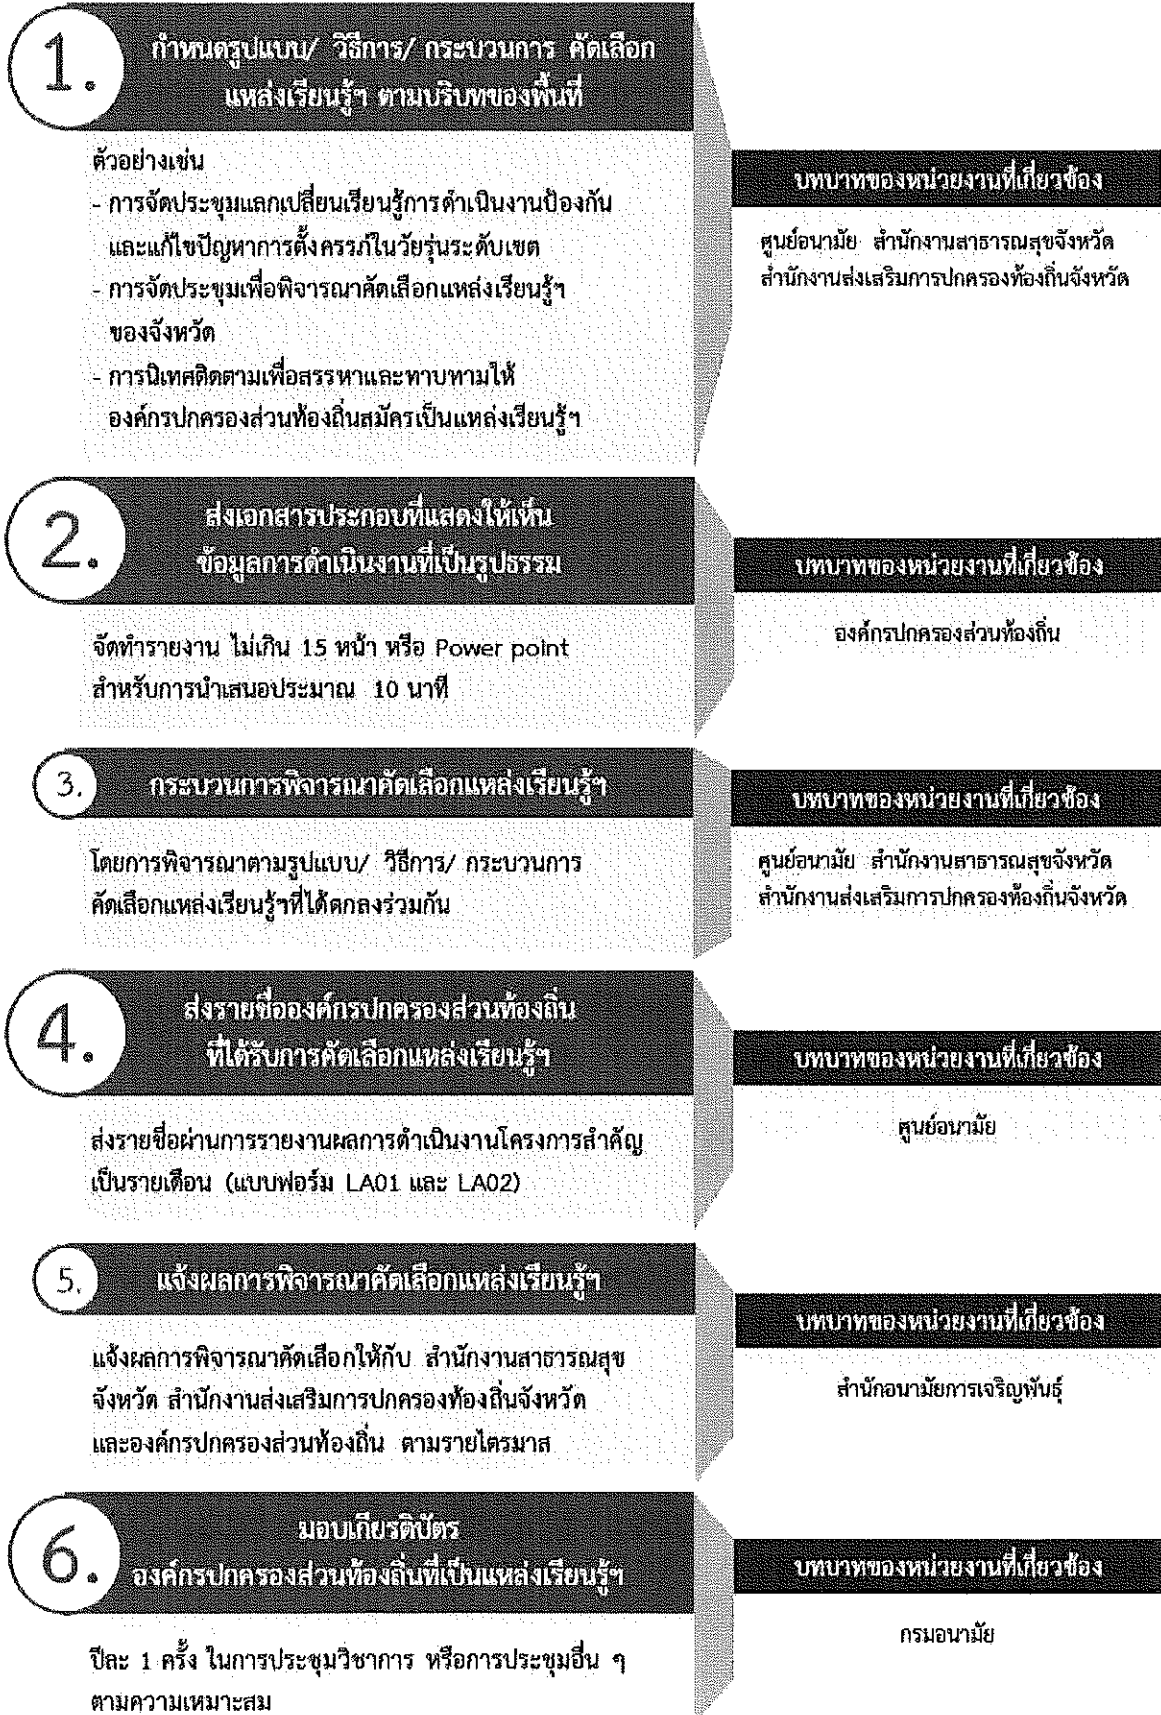 1.
กำหนดรูปแบบ/ วิธีการ/ กระบวนการ คัดเลือก
แหล่งเรียนรู้ฯ ตามบริบทของพื้นที่
ตัวอย่างเช่น
- การจัดประชุมแลกเปลี่ยนเรียนรู้การดำเนินงานป้องกัน
และแก้ไขปัญหาการตั้งครรภ์ในวัยรุ่นระดับเขต
- การจัดประชุมเพื่อพิจารณาคัดเลือกแหล่งเรียนรู้ฯ
ของจังหวัด
- การนิเทศติดตามเพื่อสรรหาและทาบทามให้
องค์กรปกครองส่วนท้องถิ่นสมัครเป็นแหล่งเรียนรู้ฯ
บทบาทของหน่วยงานที่เกี่ยวข้อง
ศูนย์อนามัย สำนักงานสาธารณสุขจังหวัด
สำนักงานส่งเสริมการปกครองท้องถิ่นจังหวัด
2.
ส่งเอกสารประกอบที่แสดงให้เห็น
ข้อมูลการดำเนินงานที่เป็นรูปธรรม
จัดทำรายงาน ไม่เกิน 15 หน้า หรือ Power point
สำหรับการนำเสนอประมาณ 10 นาที
บทบาทของหน่วยงานที่เกี่ยวข้อง
องค์กรปกครองส่วนท้องถิ่น
3.
กระบวนการพิจารณาคัดเลือกแหล่งเรียนรู้ฯ
โดยการพิจารณาตามรูปแบบ/ วิธีการ/ กระบวนการ
คัดเลือกแหล่งเรียนรู้ฯที่ได้ตกลงร่วมกัน
บทบาทของหน่วยงานที่เกี่ยวข้อง
ศูนย์อนามัย สำนักงานสาธารณสุขจังหวัด
สำนักงานส่งเสริมการปกครองท้องถิ่นจังหวัด
4.
ส่งรายชื่อองค์กรปกครองส่วนท้องถิ่น
ที่ได้รับการคัดเลือกแหล่งเรียนรู้ฯ
ส่งรายชื่อผ่านการรายงานผลการดำเนินงานโครงการสำคัญ
เป็นรายเดือน (แบบฟอร์ม LA01 และ LA02)
บทบาทของหน่วยงานที่เกี่ยวข้อง
ศูนย์อนามัย
5.
แจ้งผลการพิจารณาคัดเลือกแหล่งเรียนรู้ฯ
แจ้งผลการพิจารณาคัดเลือกให้กับ สำนักงานสาธารณสุข
จังหวัด สำนักงานส่งเสริมการปกครองท้องถิ่นจังหวัด
และองค์กรปกครองส่วนท้องถิ่น ตามรายไตรมาส
บทบาทของหน่วยงานที่เกี่ยวข้อง
สำนักอนามัยการเจริญพันธุ์
6.
มอบเกียรติบัตร
องค์กรปกครองส่วนท้องถิ่นที่เป็นแหล่งเรียนรู้ฯ
ปีละ 1 ครั้ง ในการประชุมวิชาการ หรือการประชุมอื่น ๆ
ตามความเหมาะสม
บทบาทของหน่วยงานที่เกี่ยวข้อง
กรมอนามัย